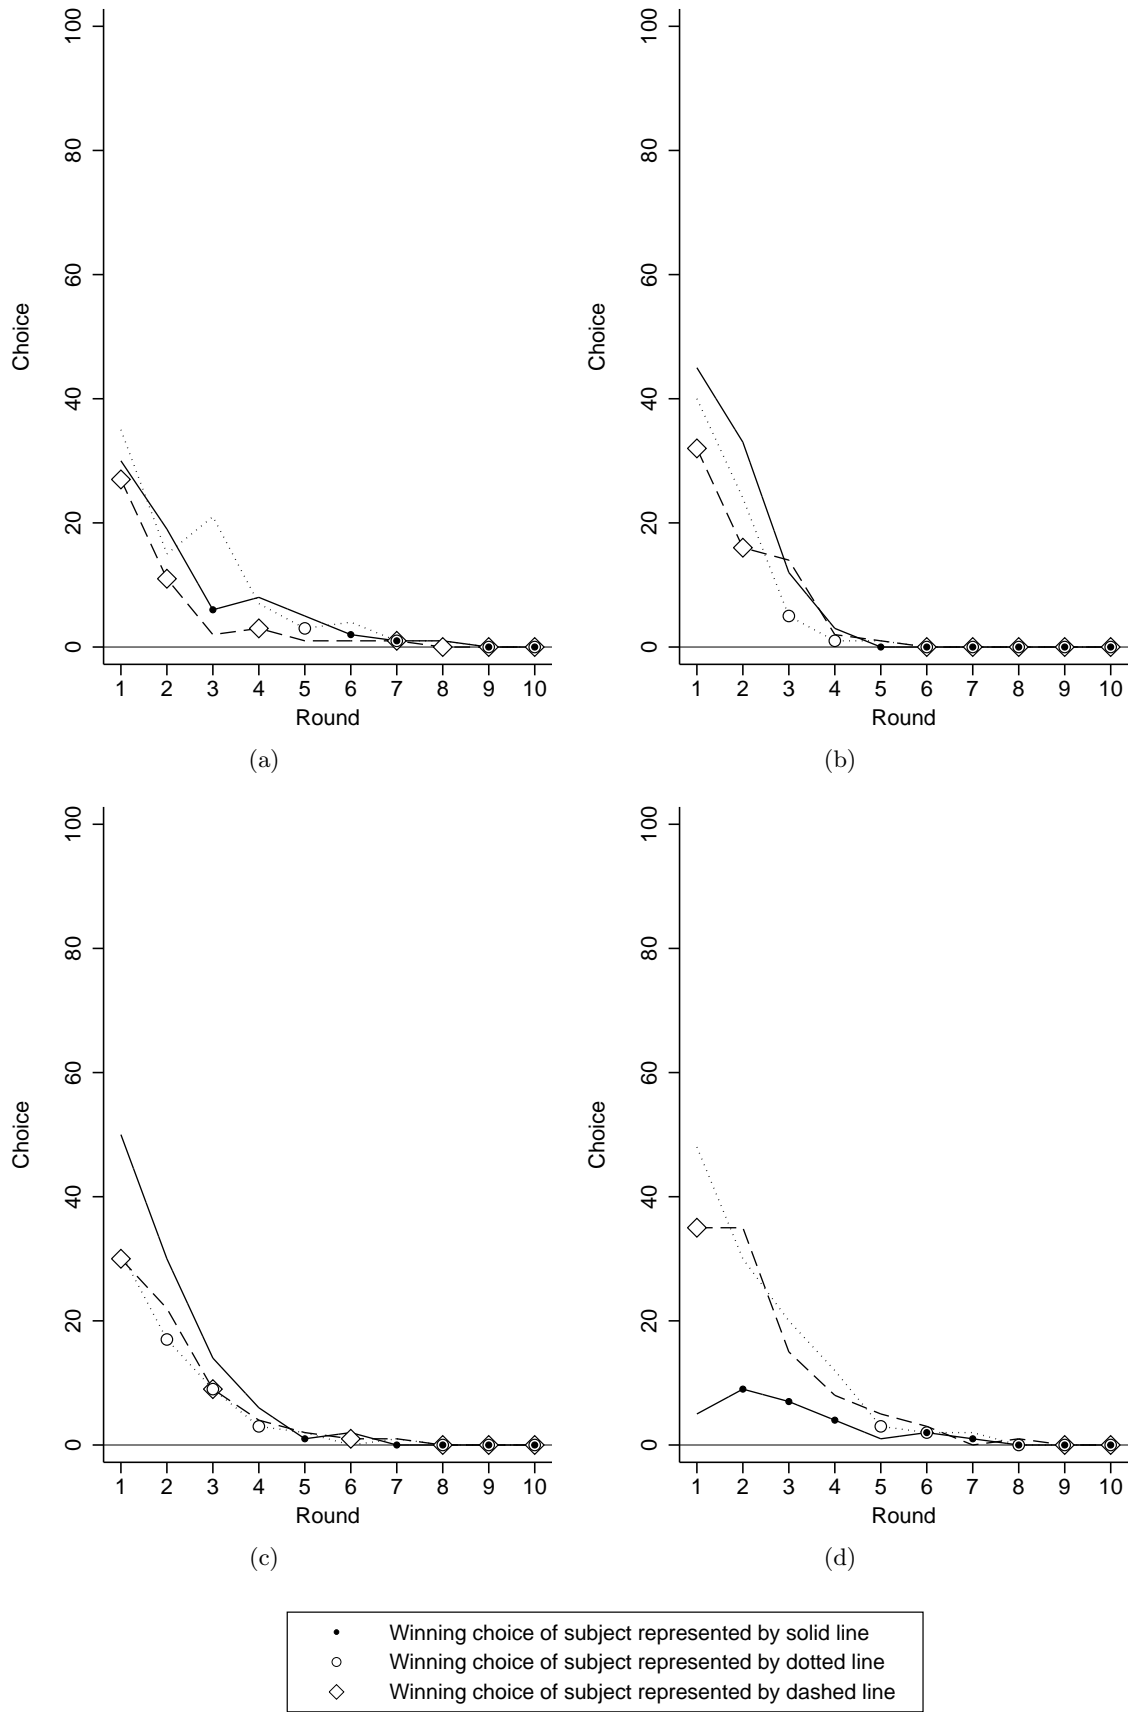 100
80
60
40
20
0
Choice
1 2 3 4 5 6 7 8 9 10
Round
(a)
100
80
60
40
20
0
Choice
1 2 3 4 5 6 7 8 9 10
Round
(b)
100
80
60
40
20
0
Choice
1 2 3 4 5 6 7 8 9 10
Round
(c)
100
80
60
40
20
0
Choice
1 2 3 4 5 6 7 8 9 10
Round
(d)
Winning choice of subject represented by solid line
Winning choice of subject represented by dotted line
Winning choice of subject represented by dashed line